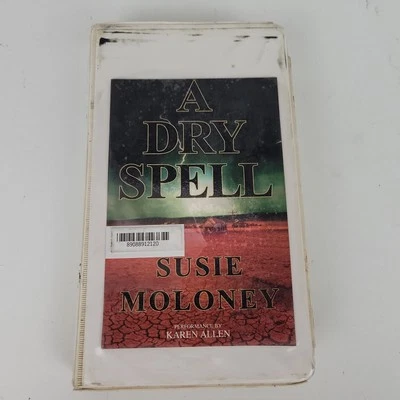 A
DRY
SPELL
89088912120
SUSIE
MOLONEY
PERFORMANCE BY
KAREN ALLEN